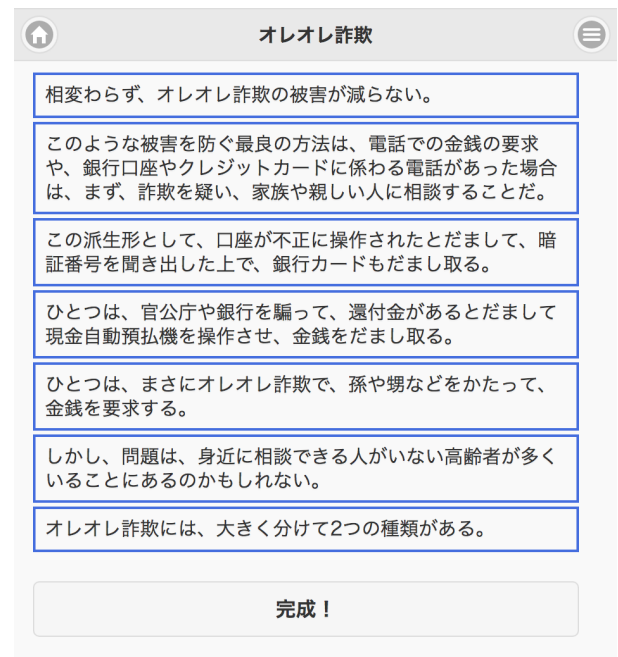 オレオレ詐欺
相変わらず、オレオレ詐欺の被害が減らない。
このような被害を防ぐ最良の方法は、電話での金銭の要求
や、銀行口座やクレジットカードに係わる電話があった場合
は、まず、詐欺を疑い、家族や親しい人に相談することだ。
この派生形として、口座が不正に操作されたとだまして、暗
証番号を聞き出した上で、銀行カードもだまし取る。
ひとつは、官公庁や銀行を騙って、還付金があるとだまして
現金自動預払機を操作させ、金銭をだまし取る。
ひとつは、まさにオレオレ詐欺で、孫や甥などをかたって、
金銭を要求する。
しかし、問題は、身近に相談できる人がいない高齢者が多く
いることにあるのかもしれない。
オレオレ詐欺には、大きく分けて2つの種類がある。
完成！